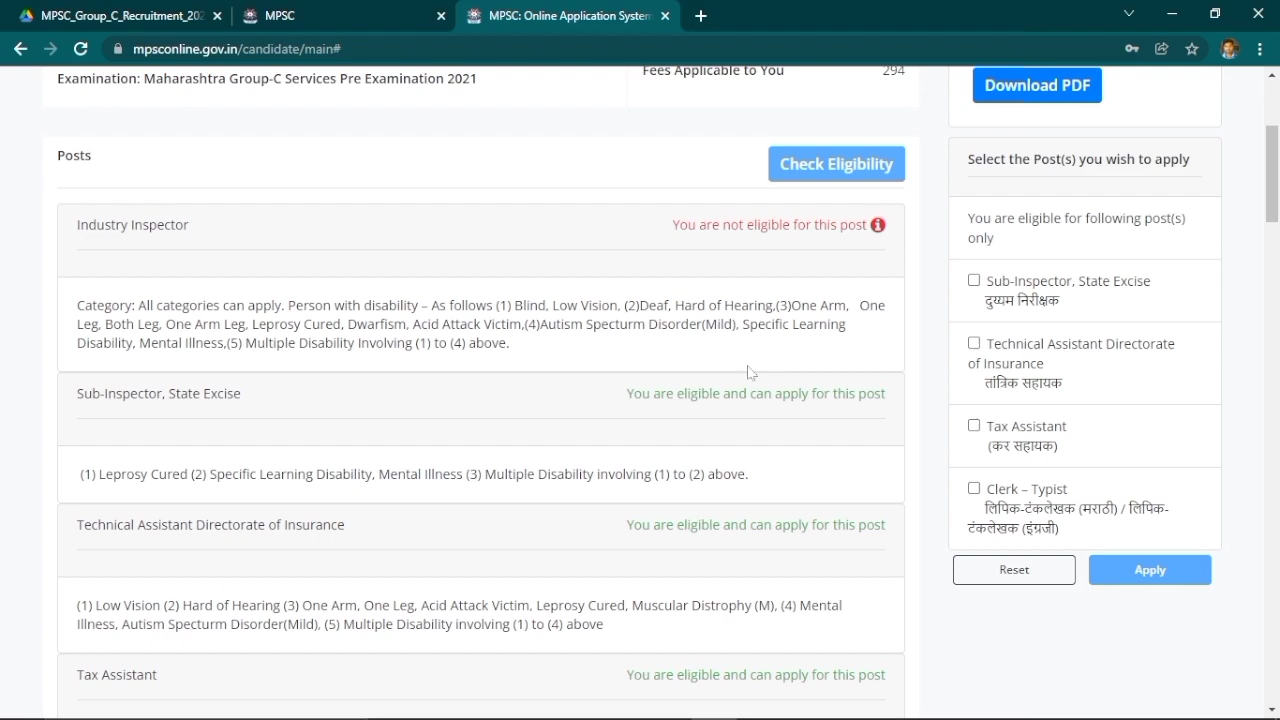 MPSC_Group_C_Recruitment_202
MPSC
MPSC: Online Application System
mpsconline.gov.in/candidate/main#
Examination: Maharashtra Group-C Services Pre Examination 2021
Fees Applicable to You 294
Download PDF
Posts
Check Eligibility
Industry Inspector
You are not eligible for this post
Category: All categories can apply. Person with disability – As follows (1) Blind, Low Vision, (2)Deaf, Hard of Hearing,(3)One Arm, One
Leg, Both Leg, One Arm Leg, Leprosy Cured, Dwarfism, Acid Attack Victim,(4)Autism Specturm Disorder(Mild), Specific Learning
Disability, Mental Illness,(5) Multiple Disability Involving (1) to (4) above.
Sub-Inspector, State Excise
You are eligible and can apply for this post
(1) Leprosy Cured (2) Specific Learning Disability, Mental Illness (3) Multiple Disability involving (1) to (2) above.
Technical Assistant Directorate of Insurance
You are eligible and can apply for this post
(1) Low Vision (2) Hard of Hearing (3) One Arm, One Leg, Acid Attack Victim, Leprosy Cured, Muscular Distrophy (M), (4) Mental
Illness, Autism Specturm Disorder(Mild), (5) Multiple Disability involving (1) to (4) above
Tax Assistant
You are eligible and can apply for this post
Select the Post(s) you wish to apply
You are eligible for following post(s)
only
Sub-Inspector, State Excise
दुय्यम निरीक्षक
Technical Assistant Directorate
of Insurance
तांत्रिक सहायक
Tax Assistant
(कर सहायक)
Clerk – Typist
लिपिक-टंकलेखक (मराठी) / लिपिक-
टंकलेखक (इंग्रजी)
Reset
Apply